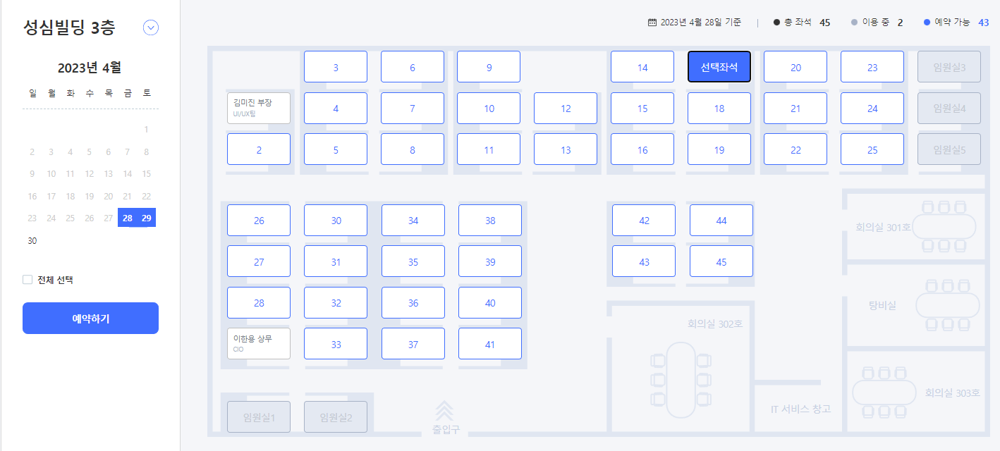 성심빌딩 3층
2023년 4월
일 월 화 수 목 금 토
1
2 3 4 5 6 7 8
9 10 11 12 13 14 15
16 17 18 19 20 21 22
23 24 25 26 27 28 29
30
전체 선택
예약하기
2023년 4월 28일 기준 | 총 좌석 45 이용 중 2 예약 가능 43
3 6 9 14 선택좌석 20 23 임원실3
김미진 부장
UI/UX팀
4 7 10 12 15 18 21 24 임원실4
2 5 8 11 13 16 19 22 25 임원실5
26 30 34 38 42 44
회의실 301호
27 31 35 39 43 45
28 32 36 40
탕비실
회의실 302호
이한용 상무
CIO
33 37 41
회의실 303호
IT 서비스 창고
임원실1 임원실2
출입구